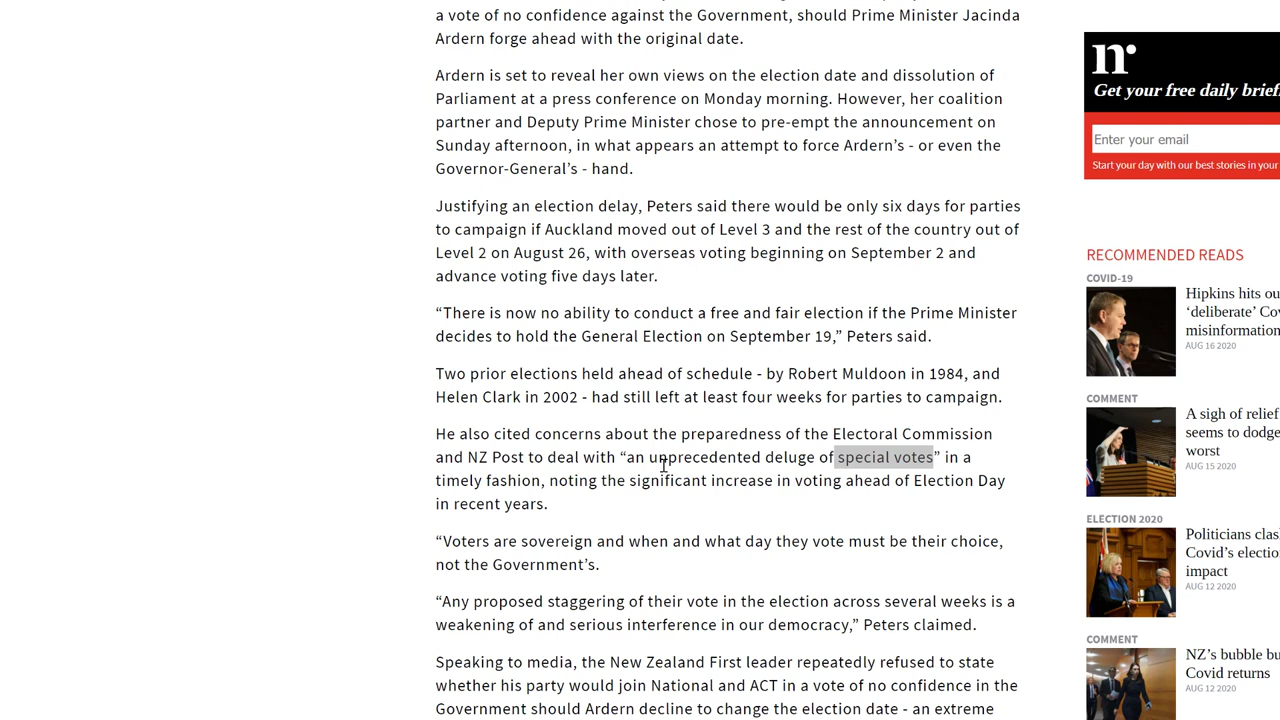 a vote of no confidence against the Government, should Prime Minister Jacinda
Ardern forge ahead with the original date.
Ardern is set to reveal her own views on the election date and dissolution of
Parliament at a press conference on Monday morning. However, her coalition
partner and Deputy Prime Minister chose to pre-empt the announcement on
Sunday afternoon, in what appears an attempt to force Ardern’s - or even the
Governor-General’s - hand.
Justifying an election delay, Peters said there would be only six days for parties
to campaign if Auckland moved out of Level 3 and the rest of the country out of
Level 2 on August 26, with overseas voting beginning on September 2 and
advance voting five days later.
“There is now no ability to conduct a free and fair election if the Prime Minister
decides to hold the General Election on September 19,” Peters said.
Two prior elections held ahead of schedule - by Robert Muldoon in 1984, and
Helen Clark in 2002 - had still left at least four weeks for parties to campaign.
He also cited concerns about the preparedness of the Electoral Commission
and NZ Post to deal with “an unprecedented deluge of special votes” in a
timely fashion, noting the significant increase in voting ahead of Election Day
in recent years.
“Voters are sovereign and when and what day they vote must be their choice,
not the Government’s.
“Any proposed staggering of their vote in the election across several weeks is a
weakening of and serious interference in our democracy,” Peters claimed.
Speaking to media, the New Zealand First leader repeatedly refused to state
whether his party would join National and ACT in a vote of no confidence in the
Government should Ardern decline to change the election date - an extreme
nr
Get your free daily brief
Enter your email
Start your day with our best stories in your
RECOMMENDED READS
COVID-19
Hipkins hits ou
‘deliberate’ Co
misinformation
AUG 16 2020
COMMENT
A sigh of relief
seems to dodge
worst
AUG 15 2020
ELECTION 2020
Politicians clas
Covid’s electio
impact
AUG 12 2020
COMMENT
NZ’s bubble bu
Covid returns
AUG 12 2020